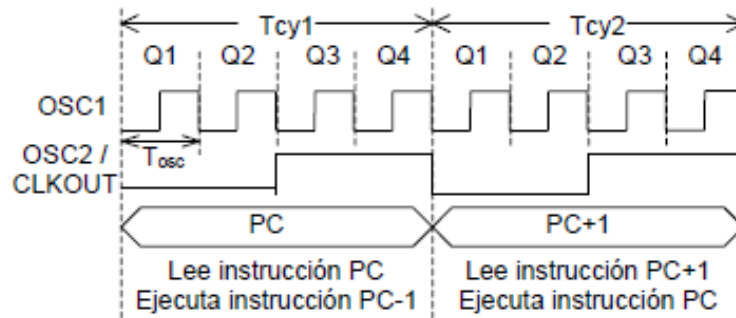 Tcy1 Tcy2
Q1 Q2 Q3 Q4 Q1 Q2 Q3 Q4
OSC1
Tosc
OSC2 /
CLKOUT
PC PC+1
Lee instrucción PC Lee instrucción PC+1
Ejecuta instrucción PC-1 Ejecuta instrucción PC